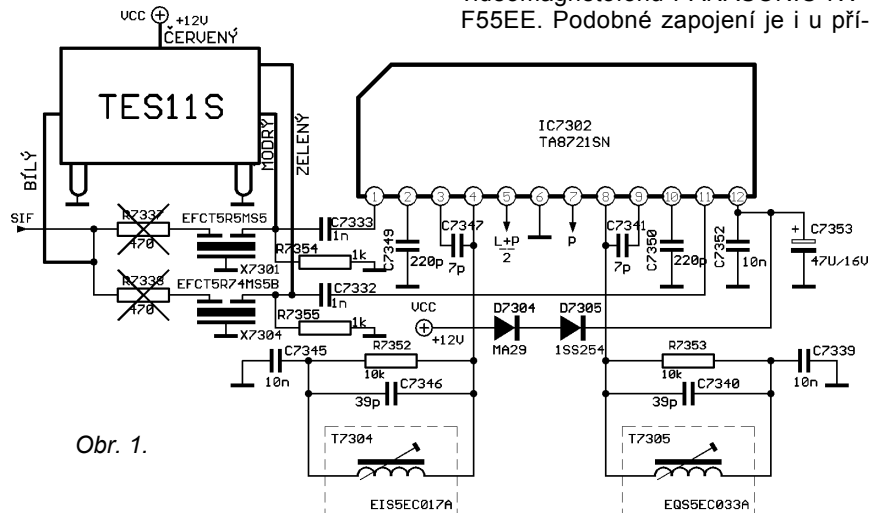 F55EE. Podobné zapojení je i u pří-
VCC +12V
ČERVENÝ
TES11S
BÍLÝ
MODRÝ
ZELENÝ
IC7302
TA8721SN
1 2 3 4 5 6 7 8 9 10 11 12
SIF
R7337
470
EFCT5R5MS5
X7301
C7333
1n
R7354
1k
R7338
470
EFCT5R74MS5B
X7304
C7332
1n
R7355
1k
C7349
220p
C7347
7p
L+P
2
P
C7341
7p
C7350
220p
C7352
10n
+ C7353
47U/16V
VCC
+12V
D7304
MA29
D7305
1SS254
C7345
10n
R7352
10k
C7346
39p
R7353
10k
C7340
39p
C7339
10n
Obr. 1.
T7304
EIS5EC017A
T7305
EQS5EC033A